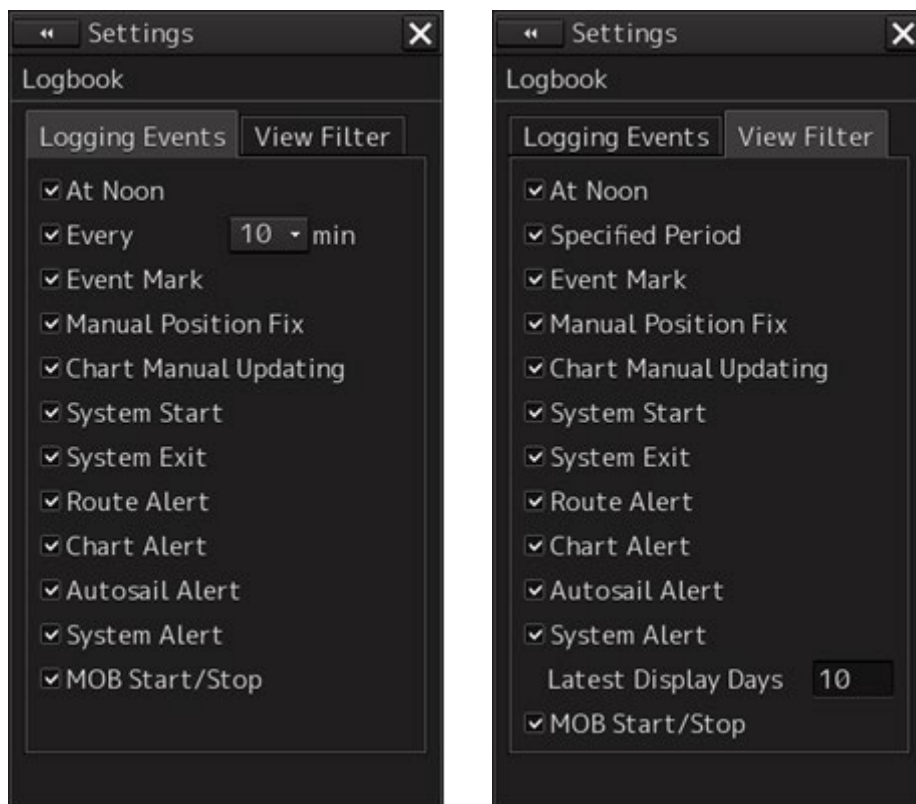 Settings
Logbook
Logging Events View Filter
At Noon
Every 10 min
Event Mark
Manual Position Fix
Chart Manual Updating
System Start
System Exit
Route Alert
Chart Alert
Autosail Alert
System Alert
MOB Start/Stop
Settings
Logbook
Logging Events View Filter
At Noon
Specified Period
Event Mark
Manual Position Fix
Chart Manual Updating
System Start
System Exit
Route Alert
Chart Alert
Autosail Alert
System Alert
Latest Display Days 10
MOB Start/Stop